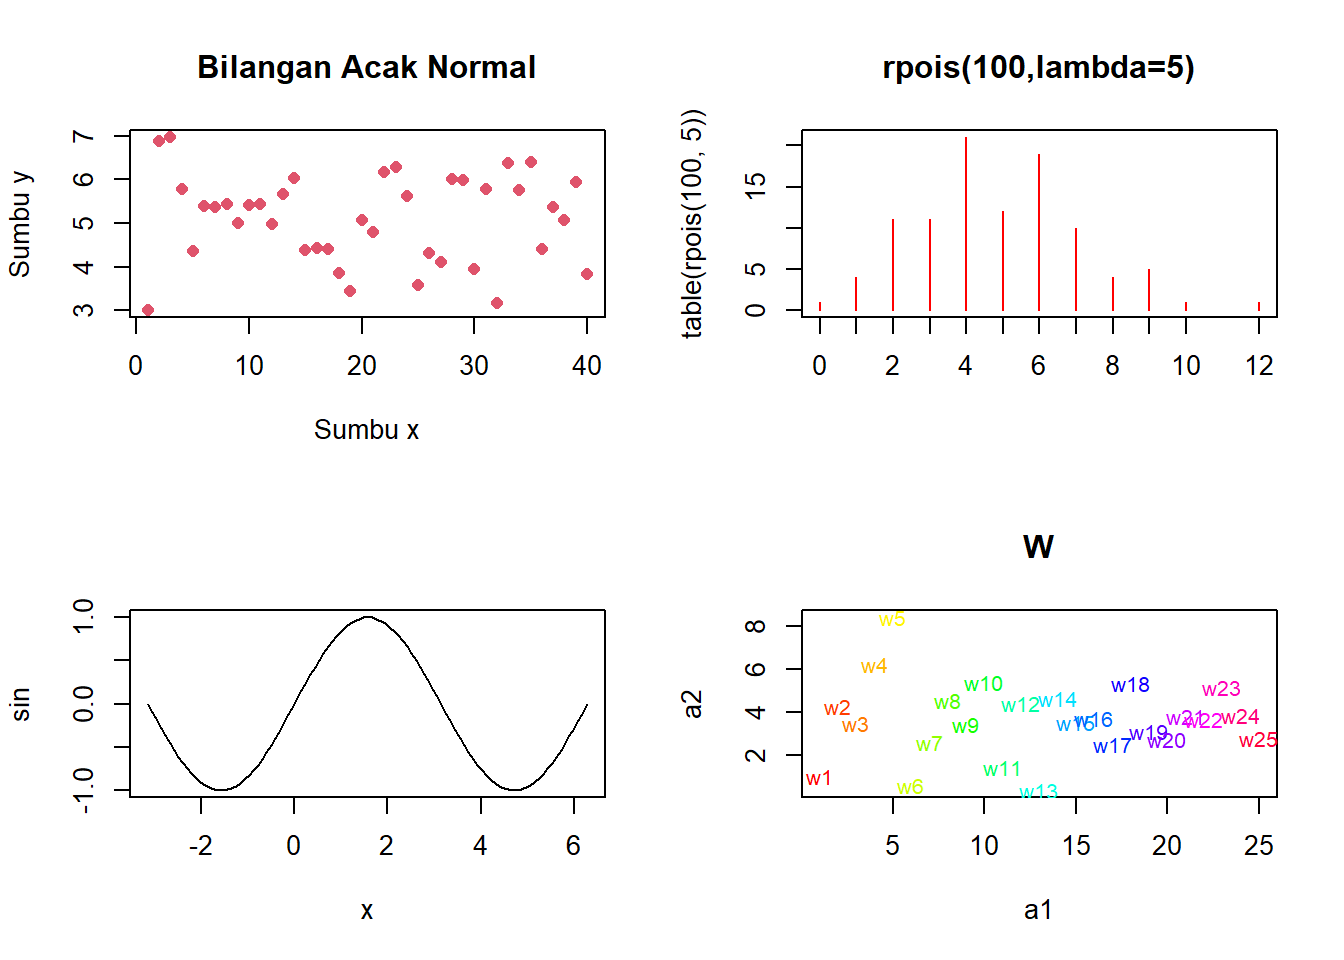 Bilangan Acak Normal
Sumbu y
7
6
5
4
3
0 10 20 30 40
Sumbu x
rpois(100,lambda=5)
table(rpois(100, 5))
15
5
0
0 2 4 6 8 10 12
sin
1.0
0.0
-1.0
-2 0 2 4 6
x
W
a2
8
6
4
2
w5
w4
w10 w18 w23
w2 w8 w12 w14
w3 w9 w15 w16 w19 w21 w22 w24
w7 w17 w20 w25
w1 w6 w11 w13
5 10 15 20 25
a1